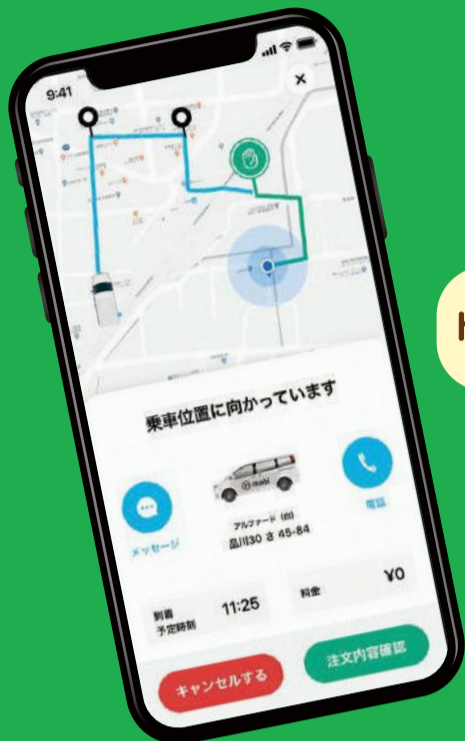 9:41
乗車位置に向かっています
mobi
メッセージ
アルファード (白)
品川30 さ 45-84
電話
到着
予定時刻
11:25
料金
¥0
キャンセルする
注文内容確認